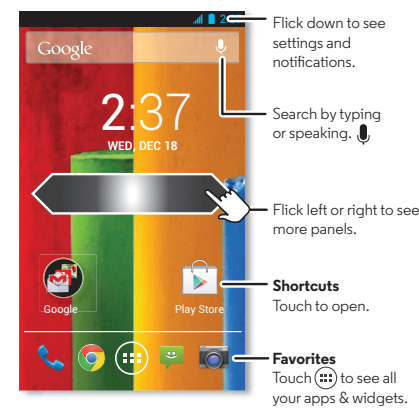 2:
Flick down to see
settings and
notifications.
Google
Search by typing
or speaking.
2:37
WED, DEC 18
Flick left or right to see
more panels.
Google
Play Store
Shortcuts
Touch to open.
Favorites
Touch to see all
your apps & widgets.